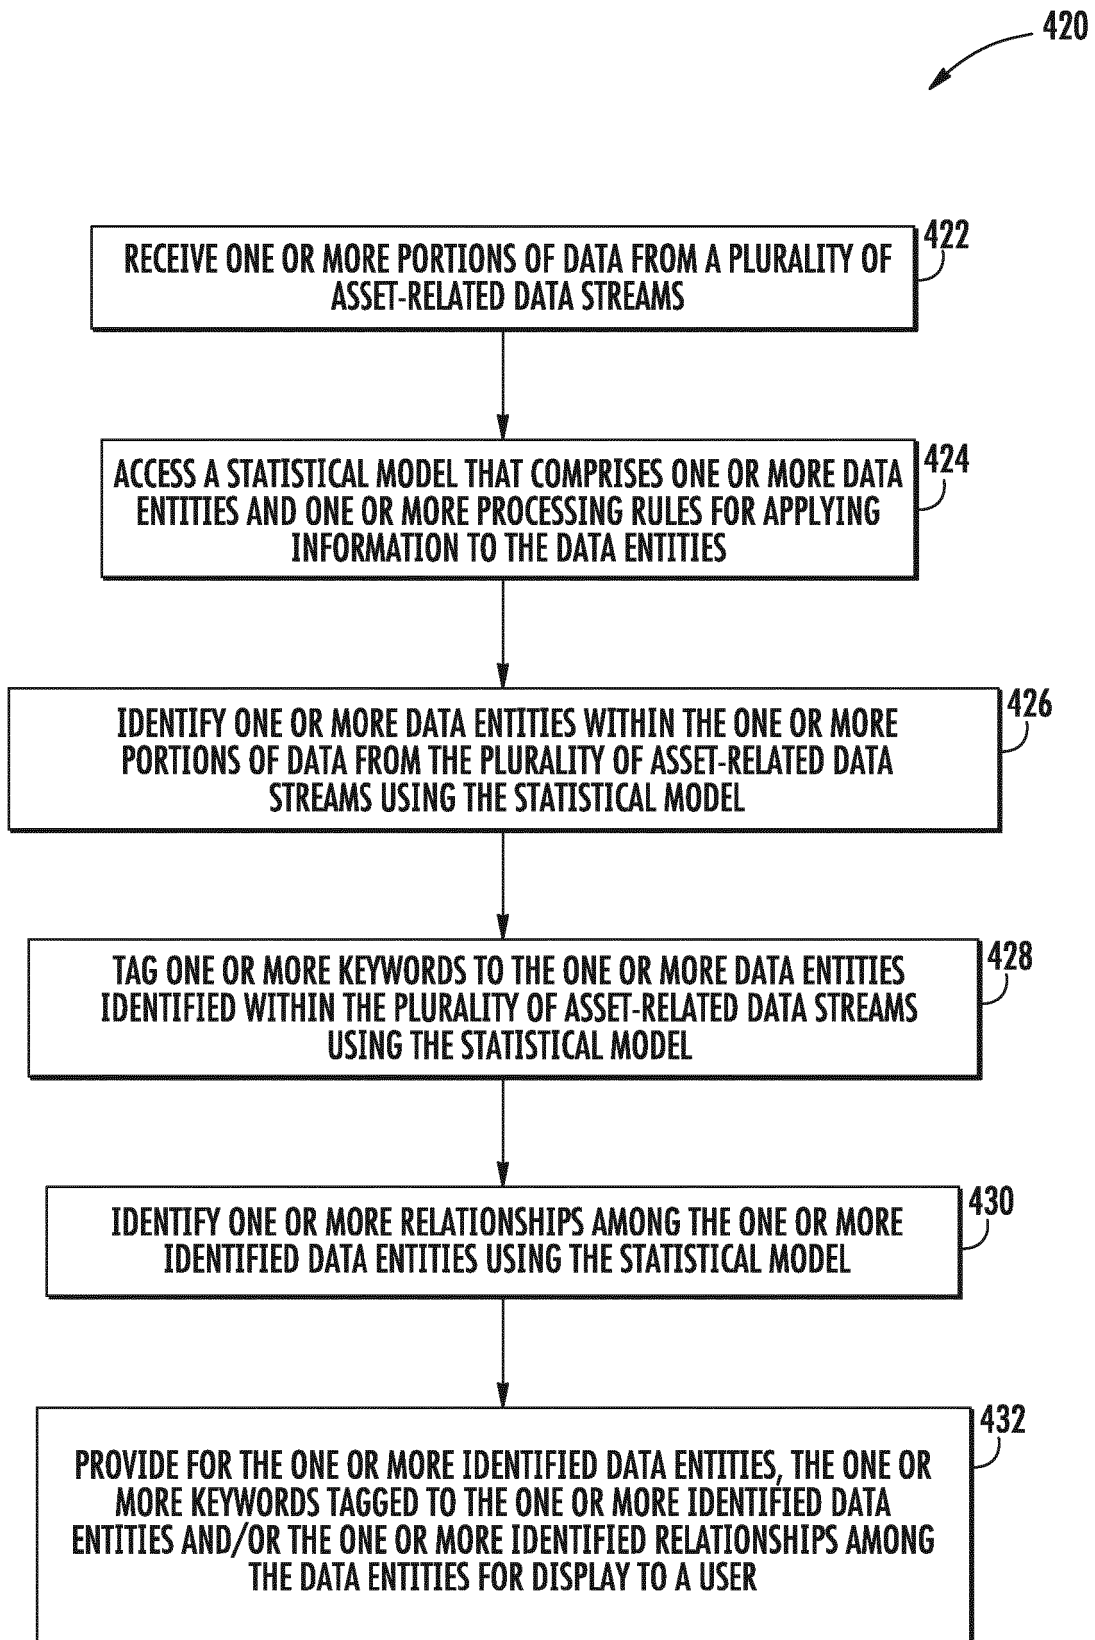 420
422
RECEIVE ONE OR MORE PORTIONS OF DATA FROM A PLURALITY OF
ASSET-RELATED DATA STREAMS
424
ACCESS A STATISTICAL MODEL THAT COMPRISES ONE OR MORE DATA
ENTITIES AND ONE OR MORE PROCESSING RULES FOR APPLYING
INFORMATION TO THE DATA ENTITIES
426
IDENTIFY ONE OR MORE DATA ENTITIES WITHIN THE ONE OR MORE
PORTIONS OF DATA FROM THE PLURALITY OF ASSET-RELATED DATA
STREAMS USING THE STATISTICAL MODEL
428
TAG ONE OR MORE KEYWORDS TO THE ONE OR MORE DATA ENTITIES
IDENTIFIED WITHIN THE PLURALITY OF ASSET-RELATED DATA STREAMS
USING THE STATISTICAL MODEL
430
IDENTIFY ONE OR MORE RELATIONSHIPS AMONG THE ONE OR MORE
IDENTIFIED DATA ENTITIES USING THE STATISTICAL MODEL
432
PROVIDE FOR THE ONE OR MORE IDENTIFIED DATA ENTITIES, THE ONE OR
MORE KEYWORDS TAGGED TO THE ONE OR MORE IDENTIFIED DATA
ENTITIES AND/OR THE ONE OR MORE IDENTIFIED RELATIONSHIPS AMONG
THE DATA ENTITIES FOR DISPLAY TO A USER